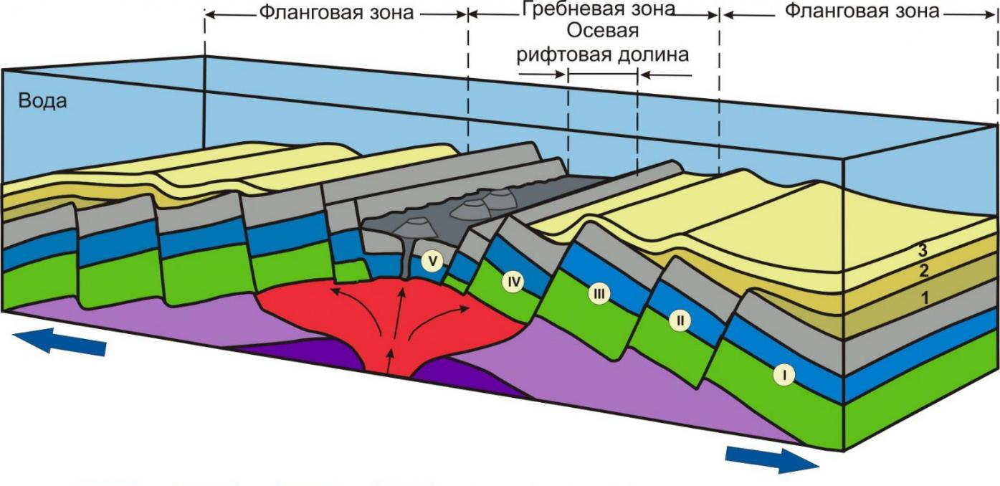 Фланговая зона
Гребневая зона
Фланговая зона
Осевая
рифтовая долина
Вода
3
2
1
V
IV
III
II
I